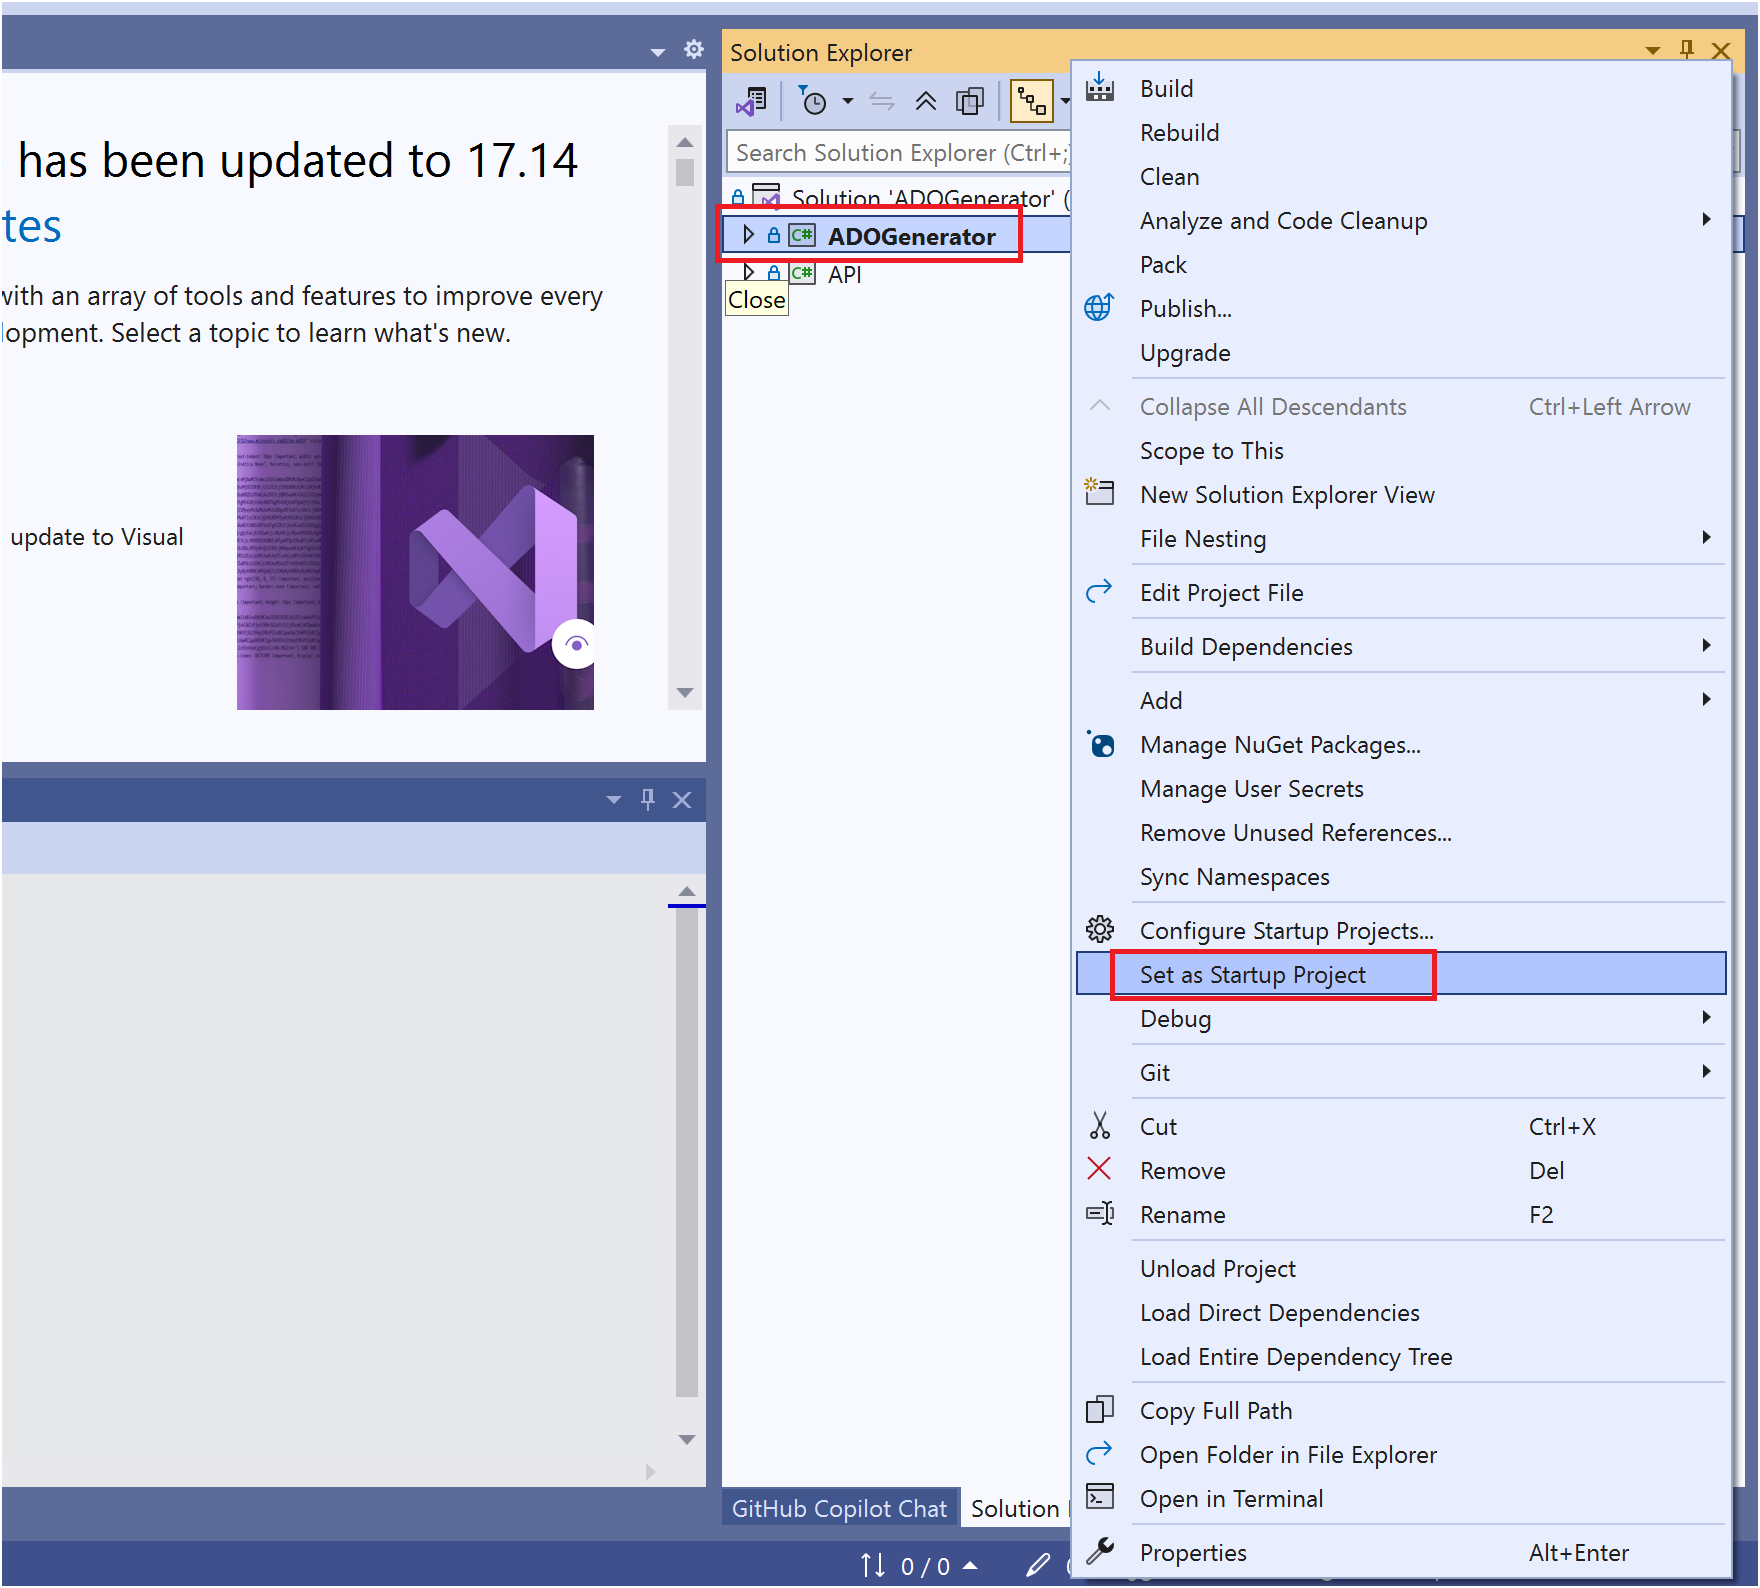 has been updated to 17.14
tes
with an array of tools and features to improve every
lopment. Select a topic to learn what's new.
update to Visual
Solution Explorer
Search Solution Explorer (Ctrl+;)
Solution 'ADOGenerator' (
C# ADOGenerator
C# API
Close
Build
Rebuild
Clean
Analyze and Code Cleanup
Pack
Publish...
Upgrade
Collapse All Descendants Ctrl+Left Arrow
Scope to This
New Solution Explorer View
File Nesting
Edit Project File
Build Dependencies
Add
Manage NuGet Packages...
Manage User Secrets
Remove Unused References...
Sync Namespaces
Configure Startup Projects...
Set as Startup Project
Debug
Git
Cut Ctrl+X
Remove Del
Rename F2
Unload Project
Load Direct Dependencies
Load Entire Dependency Tree
Copy Full Path
Open Folder in File Explorer
Open in Terminal
Properties Alt+Enter
GitHub Copilot Chat
Solution
0 / 0